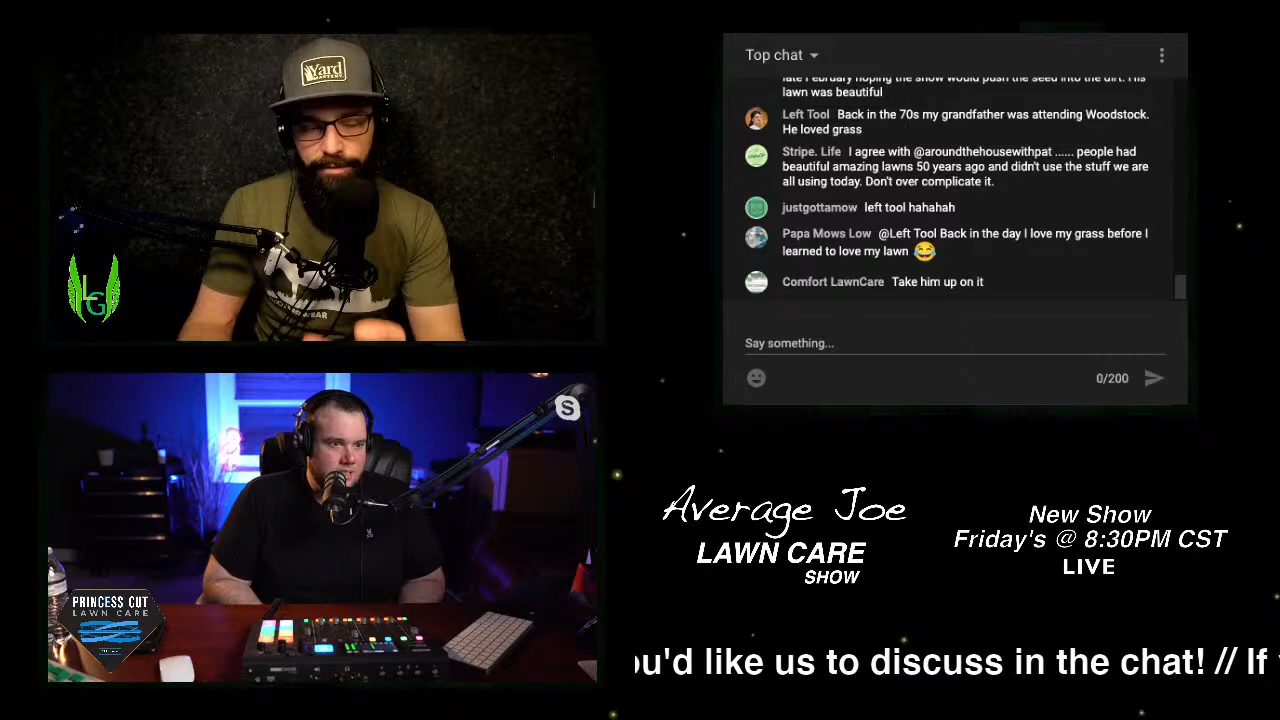 Yard
LG
WEAR
S
PRINCESS CUT
LAWN CARE
Top chat
late February hoping the show would push the seed into the dirt. His
lawn was beautiful
Left Tool Back in the 70s my grandfather was attending Woodstock.
He loved grass
Stripe. Life I agree with @aroundthehousewithpat ...... people had
beautiful amazing lawns 50 years ago and didn't use the stuff we are
all using today. Don't over complicate it.
justgottamow left tool hahahah
Papa Mows Low @Left Tool Back in the day I love my grass before I
learned to love my lawn 😂
Comfort LawnCare Take him up on it
Say something...
0/200
Average Joe
LAWN CARE
SHOW
New Show
Friday's @ 8:30PM CST
LIVE
ou'd like us to discuss in the chat! // If